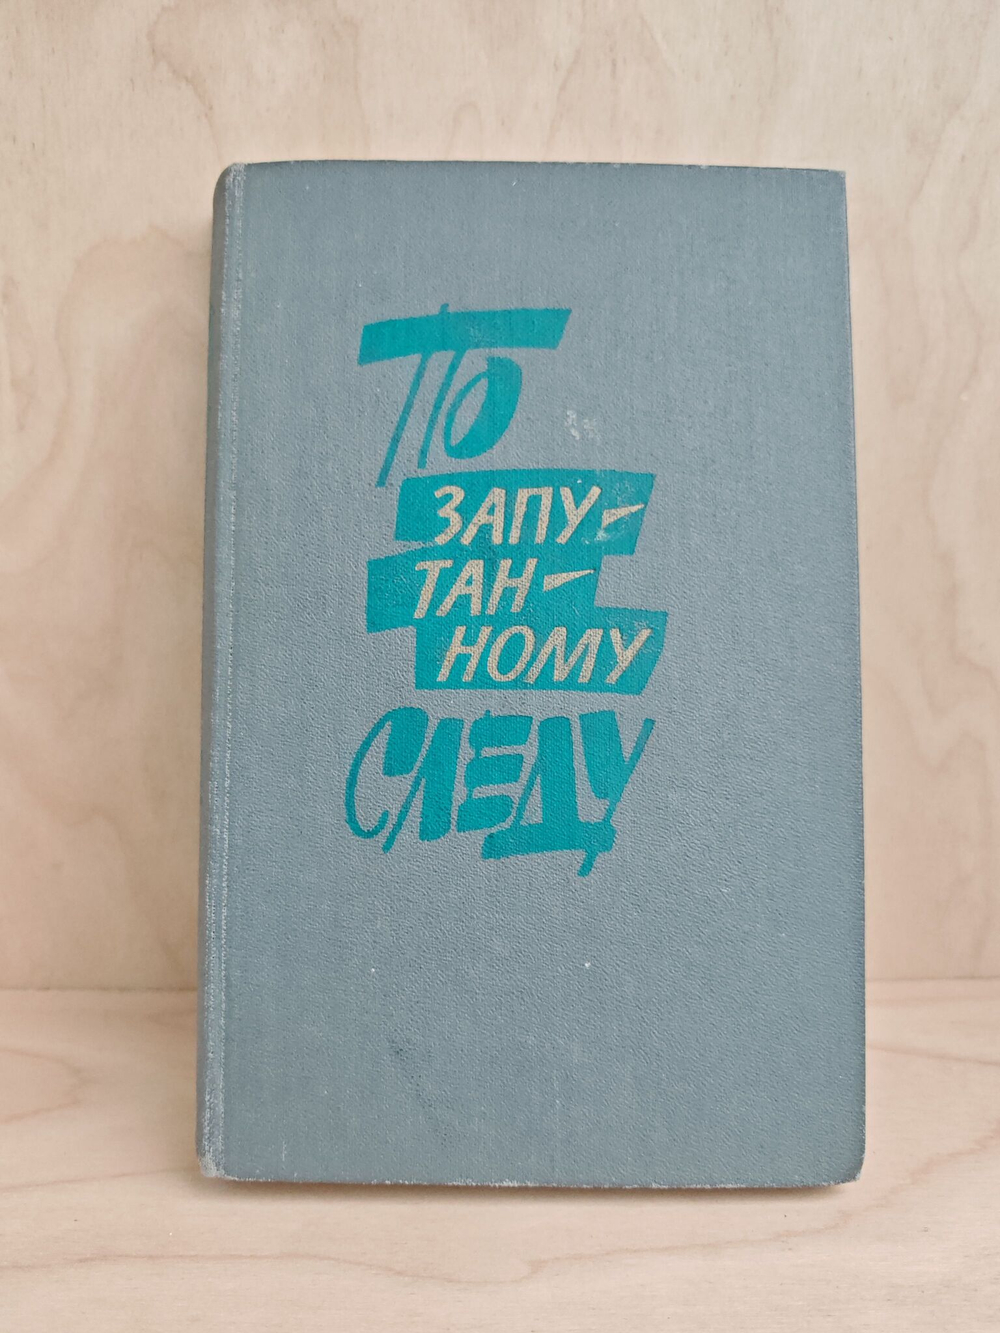 ПО
ЗАПУ-
ТАН-
НОМУ
СЛЕДУ